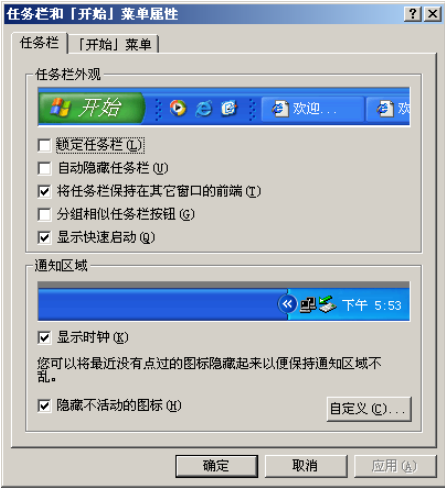 任务栏和「开始」菜单属性
任务栏 「开始」菜单
任务栏外观
开始 欢迎... 欢
锁定任务栏(L)
自动隐藏任务栏(U)
将任务栏保持在其它窗口的前端(T)
分组相似任务栏按钮(G)
显示快速启动(Q)
通知区域
下午 5:53
显示时钟(K)
您可以将最近没有点过的图标隐藏起来以便保持通知区域不
乱。
隐藏不活动的图标(H)
自定义(C)...
确定 取消 应用(A)